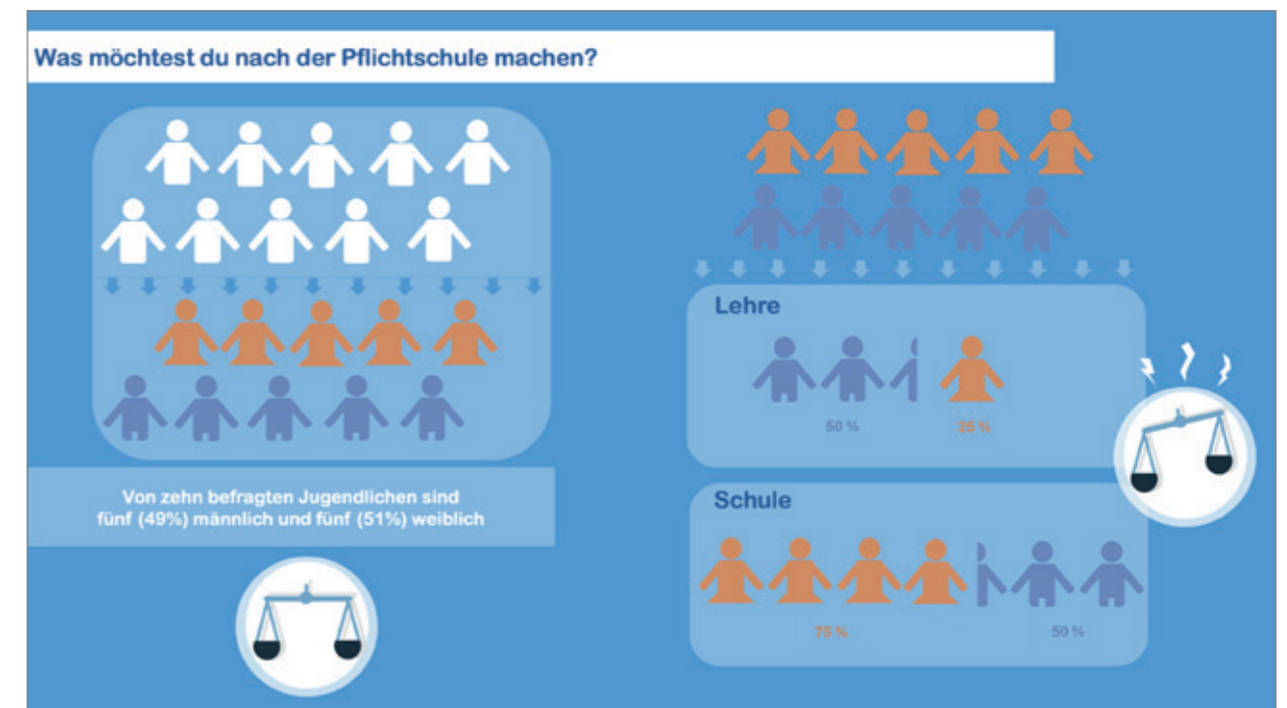 Was möchtest du nach der Pflichtschule machen?
Von zehn befragten Jugendlichen sind
fünf (49%) männlich und fünf (51%) weiblich
Lehre
50 %
25 %
Schule
75 %
50 %